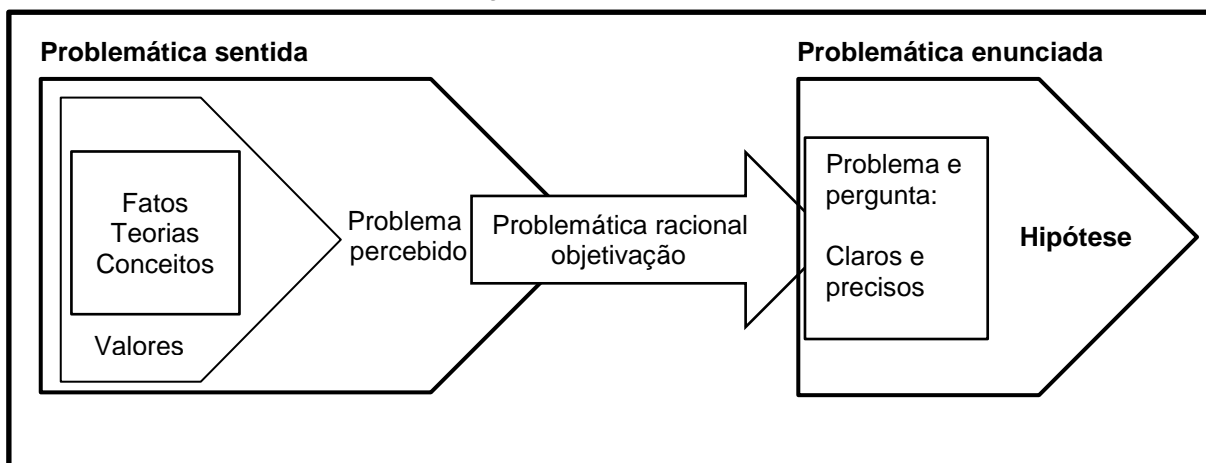 Problemática sentida
Problemática enunciada
Fatos
Teorias
Conceitos
Valores
Problema
percebido
Problemática racional
objetivação
Problema e
pergunta:
Claros e
precisos
Hipótese